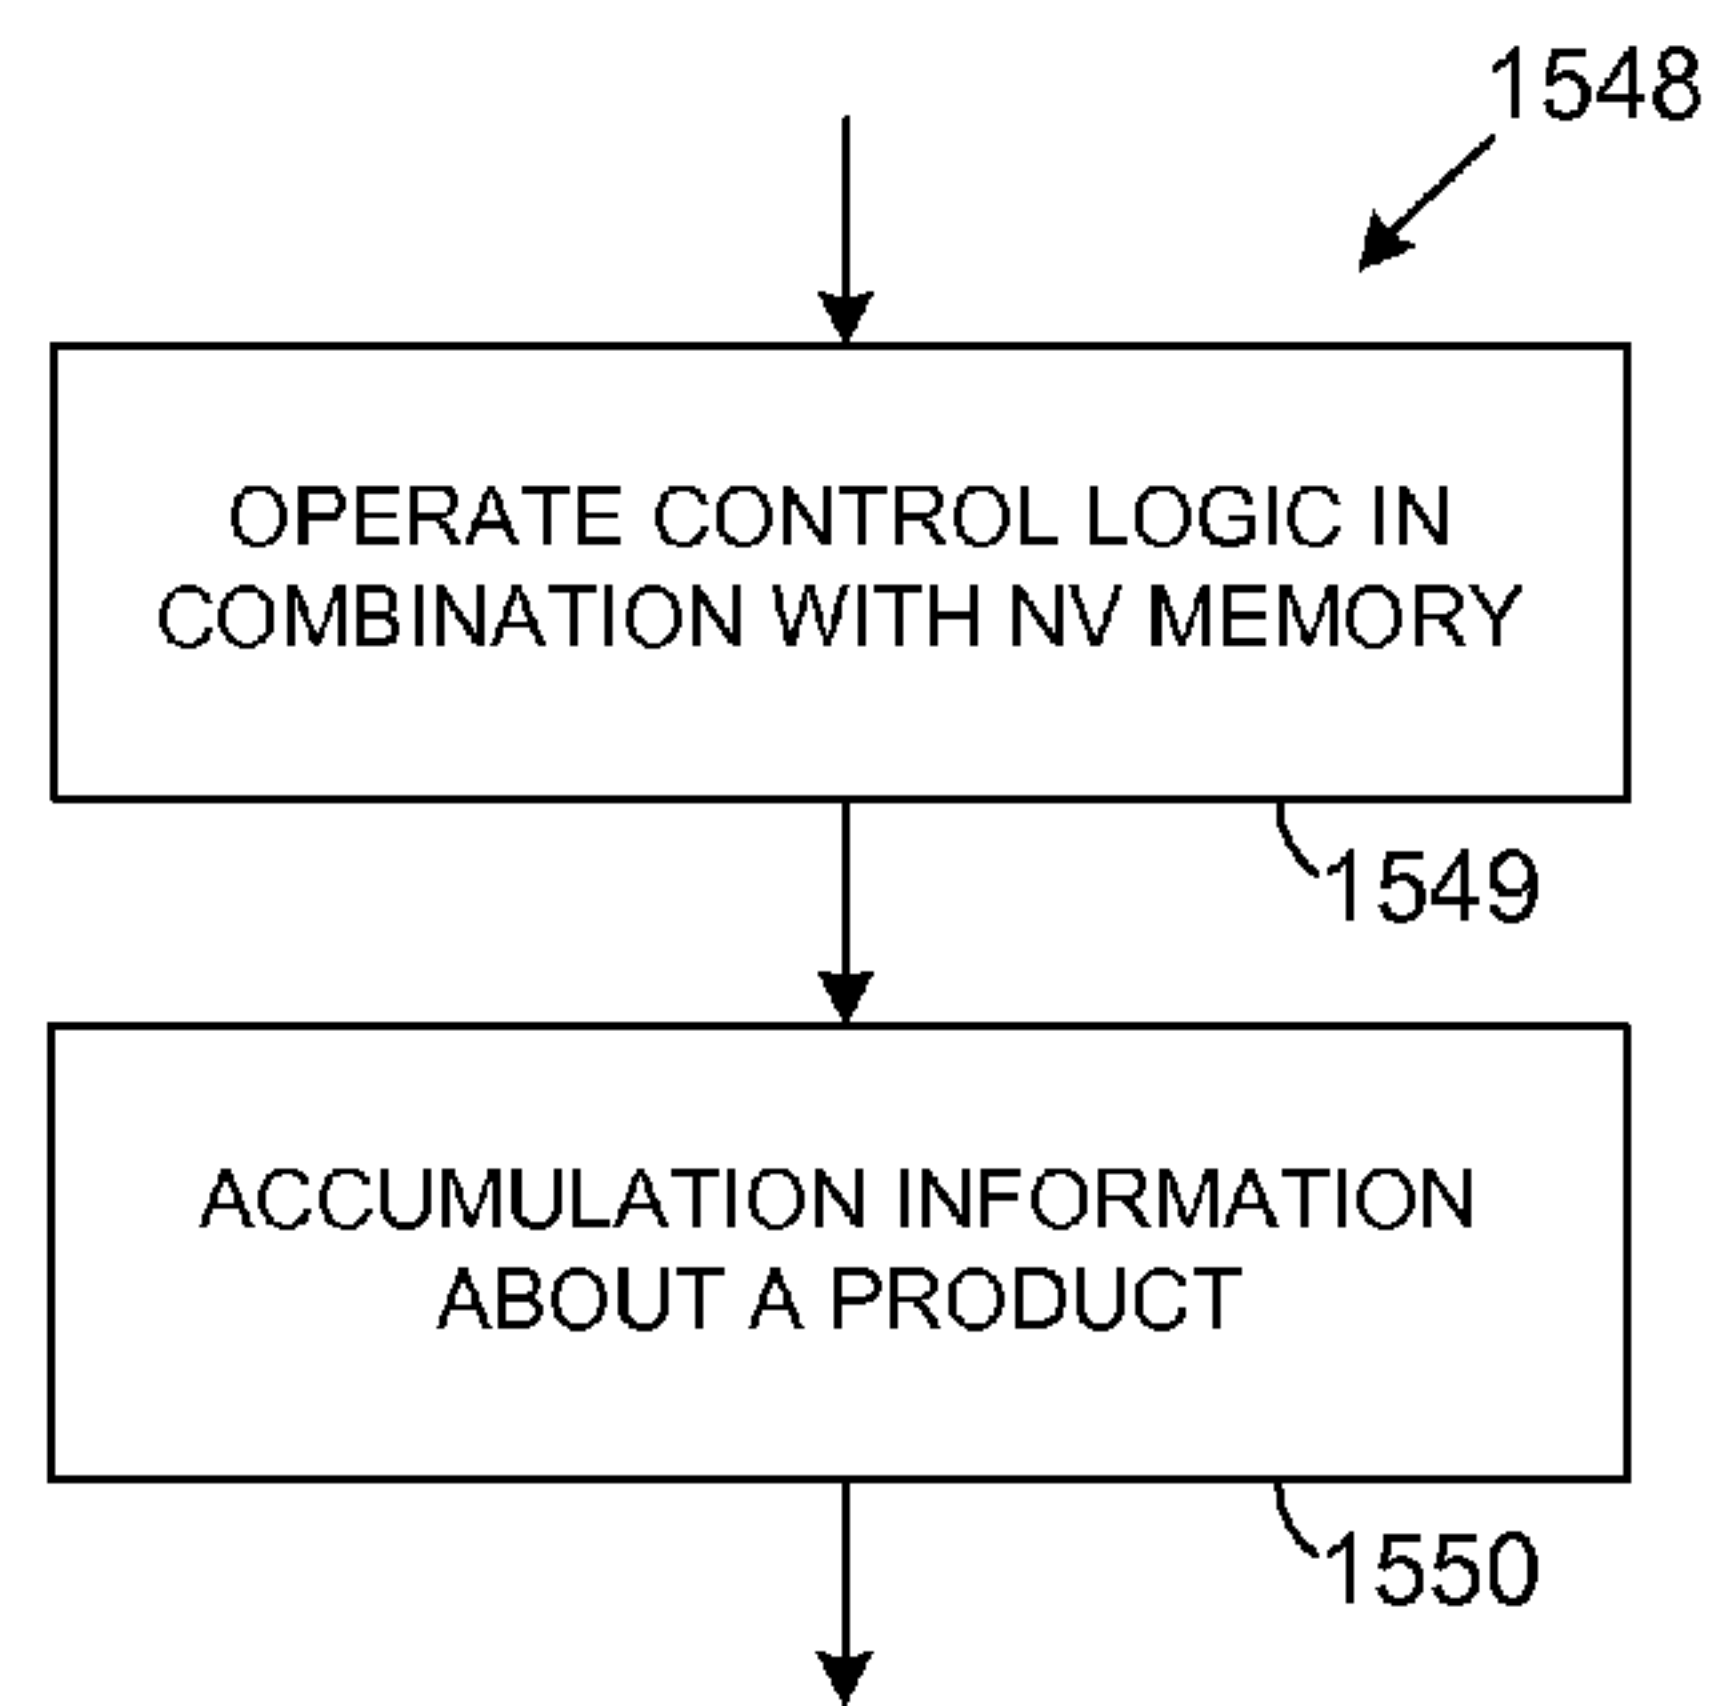 1548
OPERATE CONTROL LOGIC IN
COMBINATION WITH NV MEMORY
1549
ACCUMULATION INFORMATION
ABOUT A PRODUCT
1550